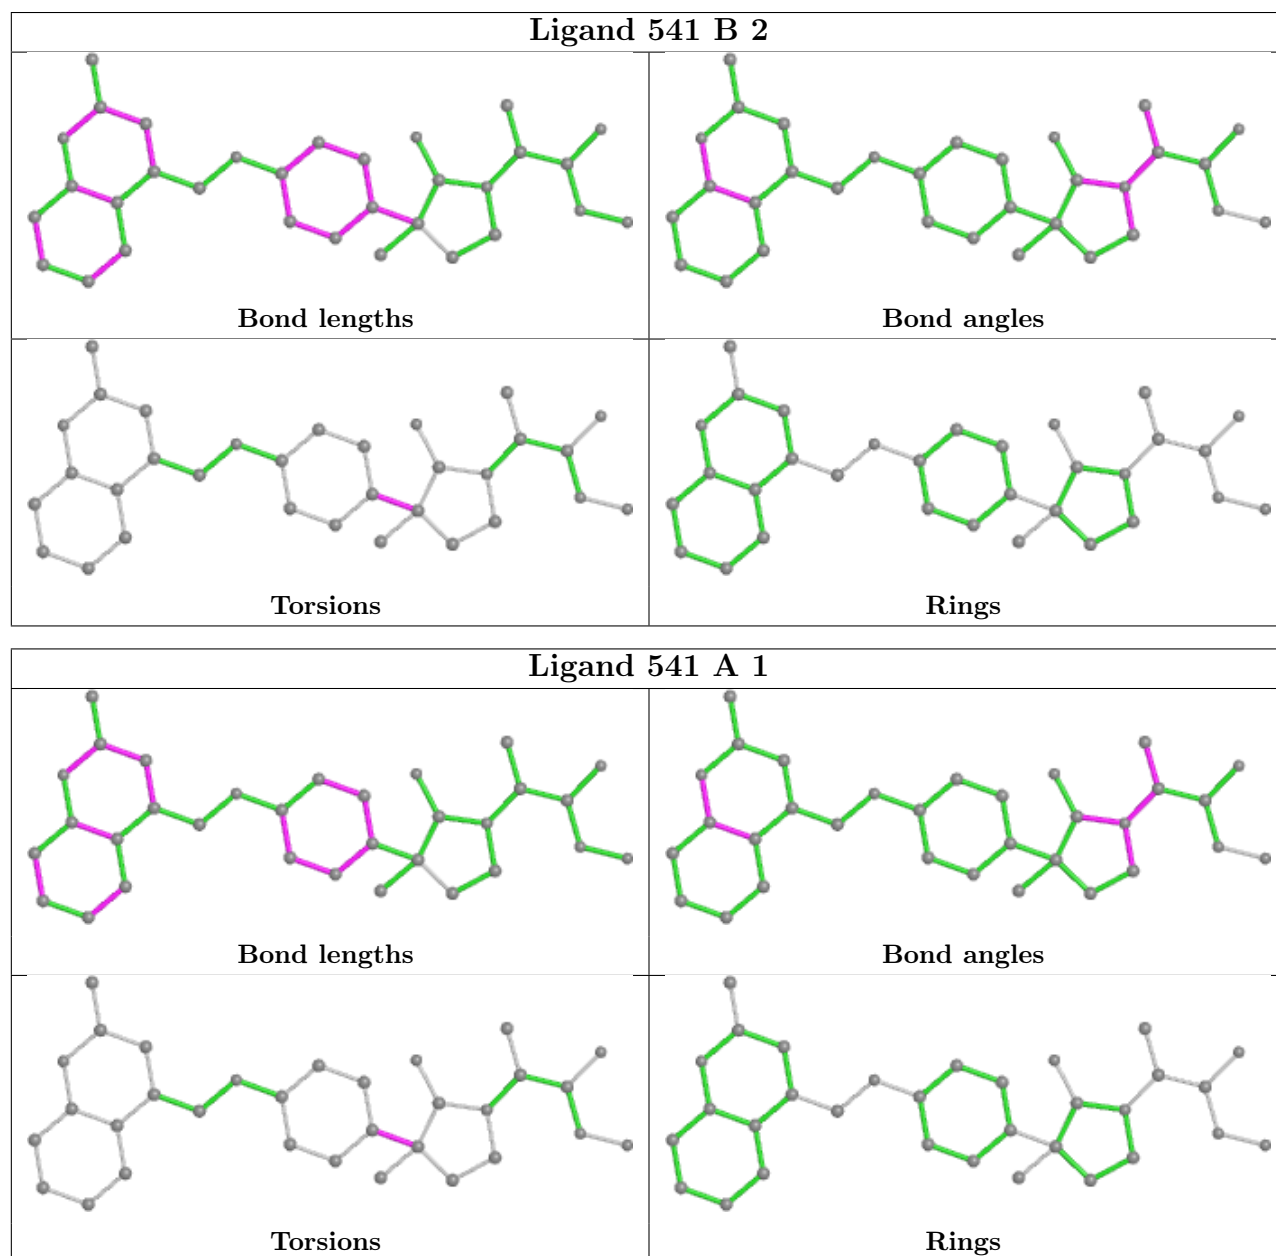 Ligand 541 B 2
Bond lengths
Bond angles
Torsions
Rings
Ligand 541 A 1
Bond lengths
Bond angles
Torsions
Rings